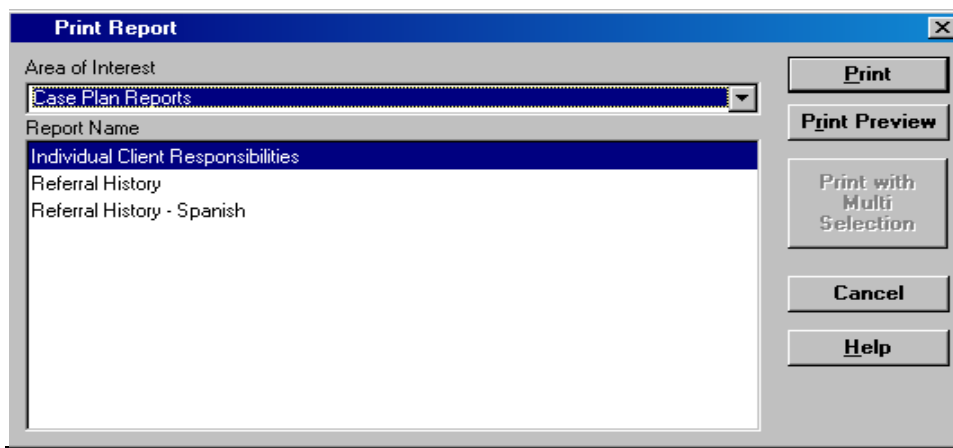 Print Report
Area of Interest
Case Plan Reports
Report Name
Individual Client Responsibilities
Referral History
Referral History - Spanish
Print
Print Preview
Print with
Multi
Selection
Cancel
Help